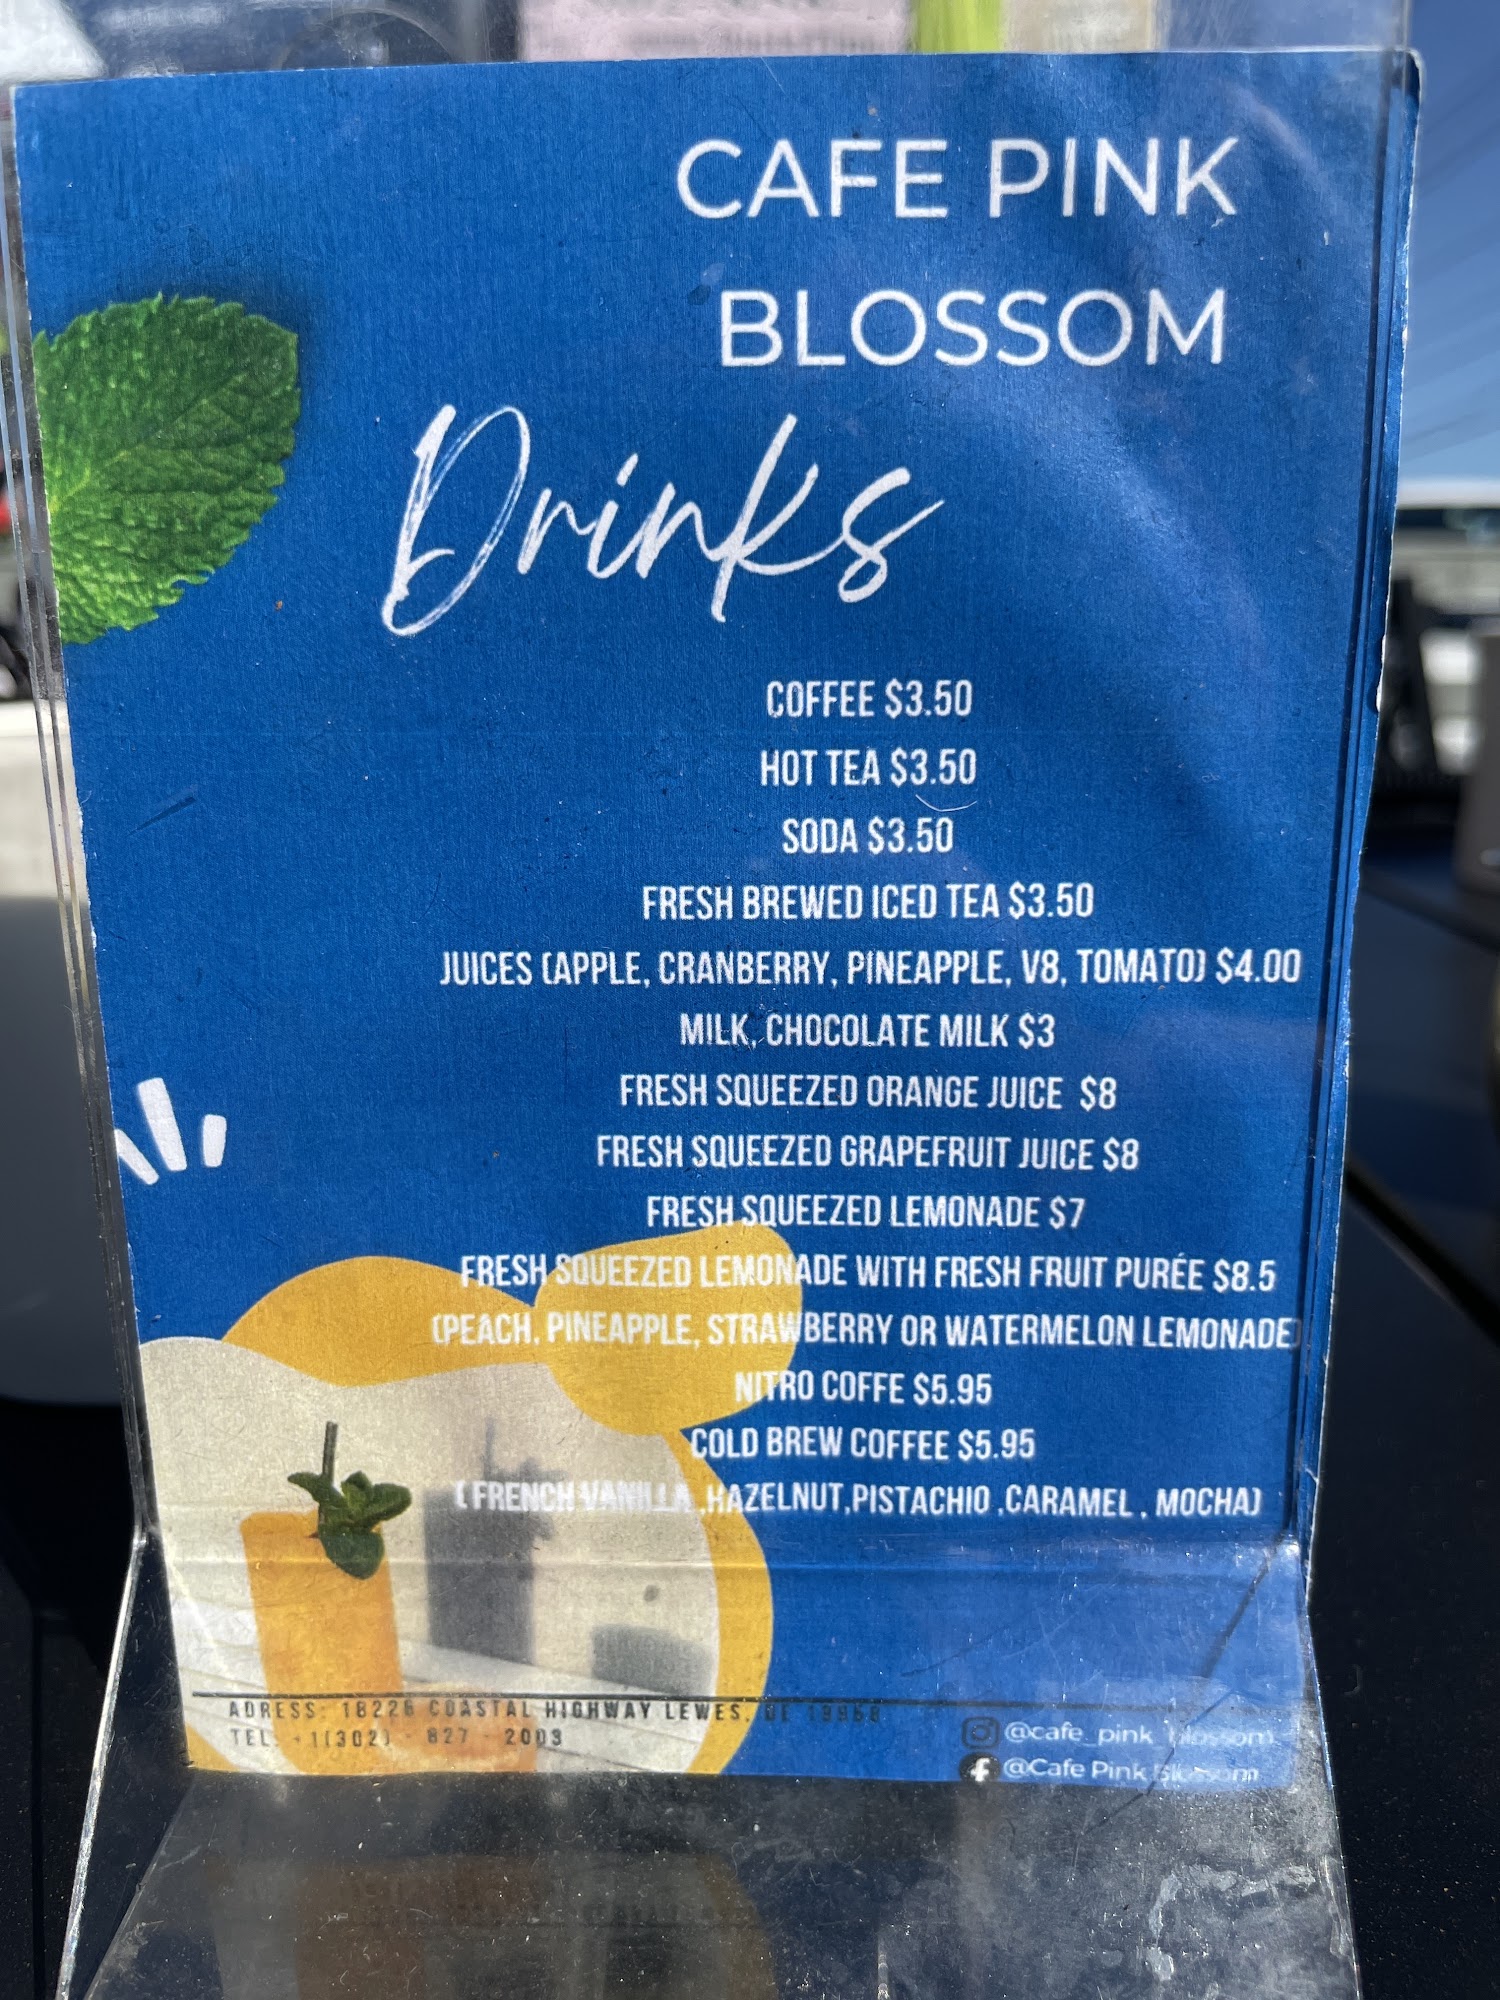 CAFE PINK
BLOSSOM
Drinks
COFFEE $3.50
HOT TEA $3.50
SODA $3.50
FRESH BREWED ICED TEA $3.50
JUICES (APPLE, CRANBERRY, PINEAPPLE, V8, TOMATO) $4.00
MILK, CHOCOLATE MILK $3
FRESH SQUEEZED ORANGE JUICE $8
FRESH SQUEEZED GRAPEFRUIT JUICE $8
FRESH SQUEEZED LEMONADE $7
FRESH SQUEEZED LEMONADE WITH FRESH FRUIT PURÉE $8.5
(PEACH, PINEAPPLE, STRAWBERRY OR WATERMELON LEMONADE)
NITRO COFFE $5.95
COLD BREW COFFEE $5.95
( FRENCH VANILLA ,HAZELNUT,PISTACHIO ,CARAMEL , MOCHA)
ADRESS: 18226 COASTAL HIGHWAY LEWES, DE 19958
TEL: +1(302) - 827 - 2003
@cafe_pink_blossom
@Cafe Pink Blossom